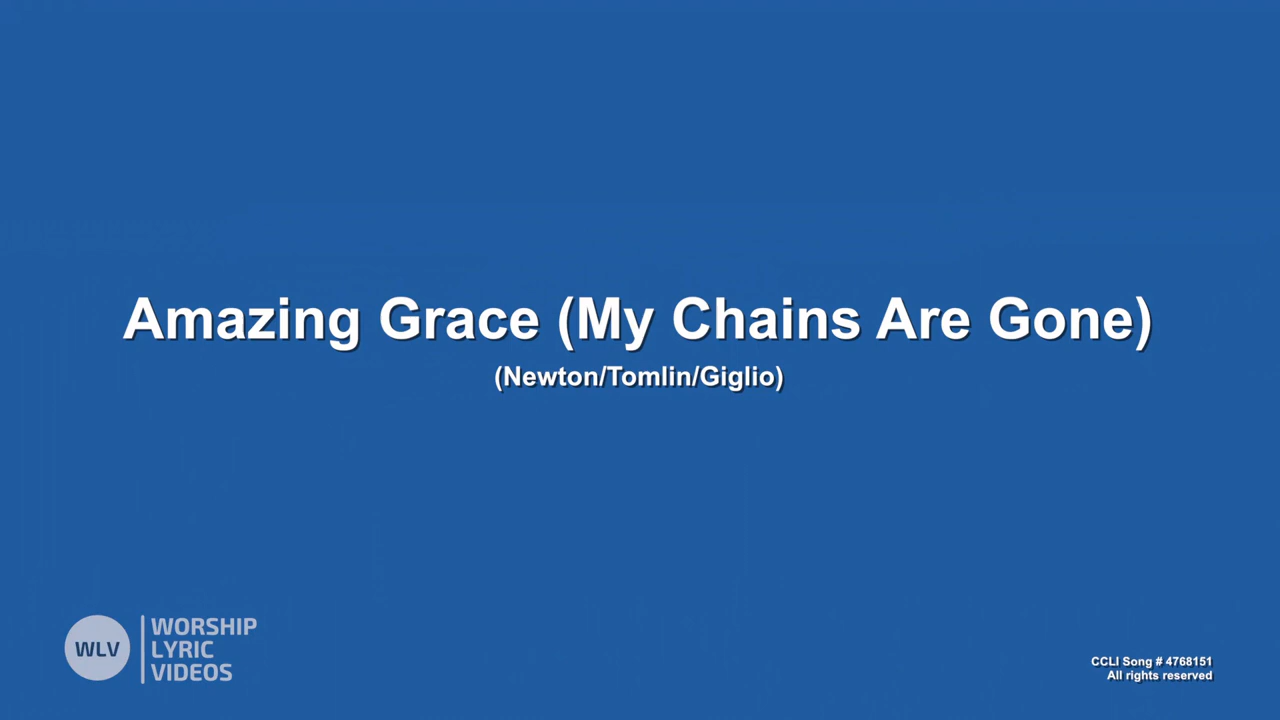 Amazing Grace (My Chains Are Gone)
(Newton/Tomlin/Giglio)
WLV
WORSHIP
LYRIC
VIDEOS
CCLI Song # 4768151
All rights reserved